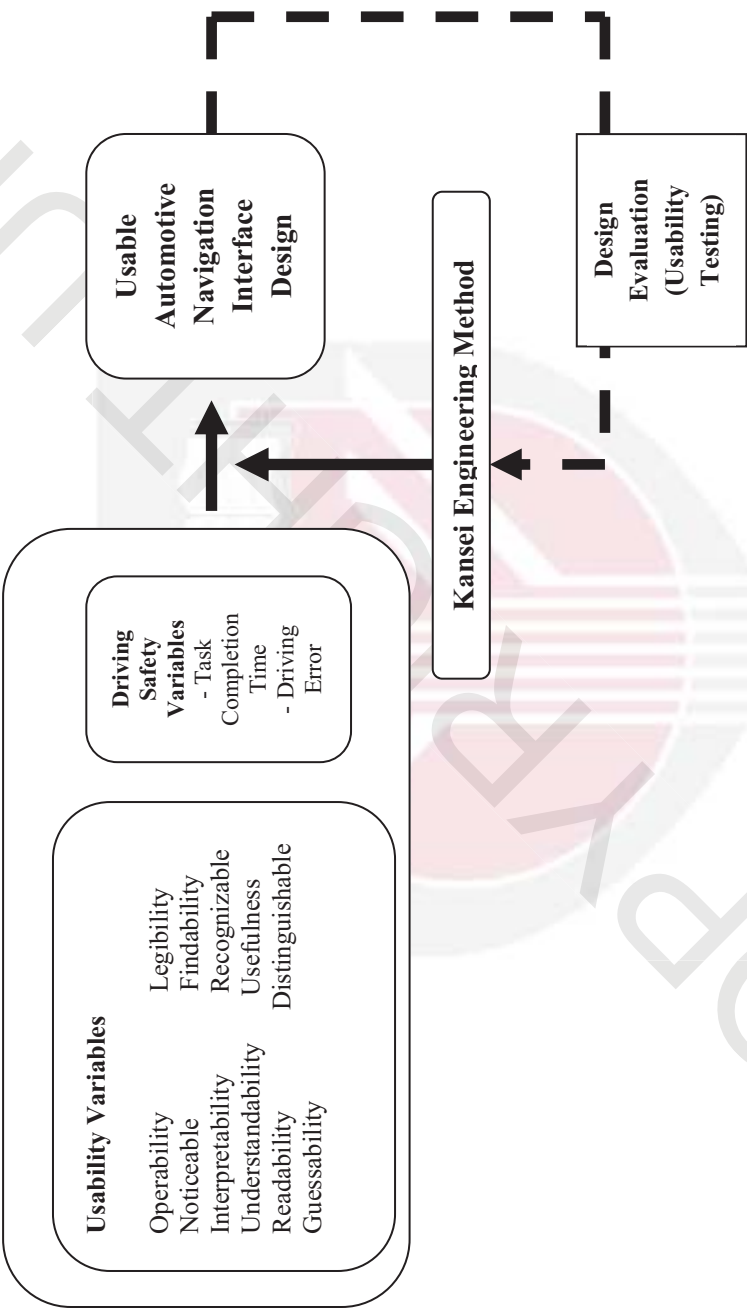 Usability Variables
Operability
Noticeable
Interpretability
Understandability
Readability
Guessability
Legibility
Findability
Recognizable
Usefulness
Distinguishable
Driving
Safety
Variables
- Task
Completion
Time
- Driving
Error
Usable
Automotive
Navigation
Interface
Design
Kansei Engineering Method
Design
Evaluation
(Usability
Testing)